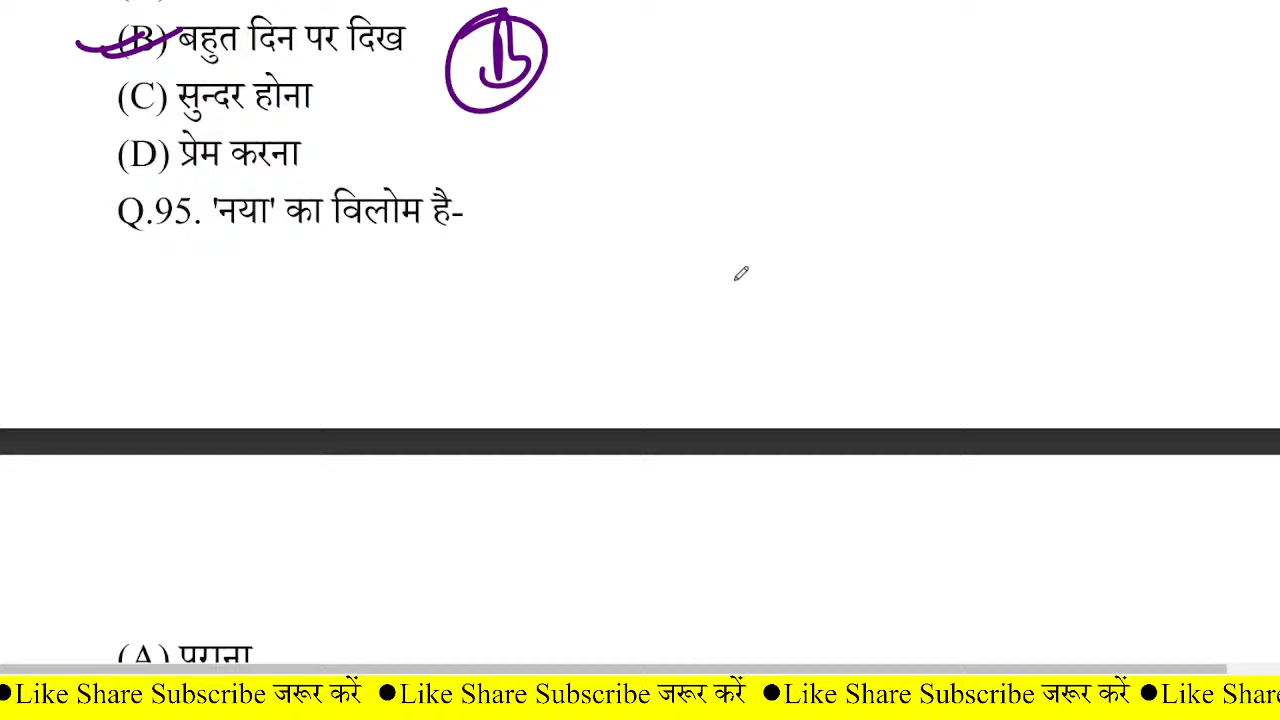 (B) बहुत दिन पर दिख
(C) सुन्दर होना
(D) प्रेम करना
Q.95. 'नया' का विलोम है-
(A) पुराना
●Like Share Subscribe जरूर करें ●Like Share Subscribe जरूर करें ●Like Share Subscribe जरूर करें ●Like Share